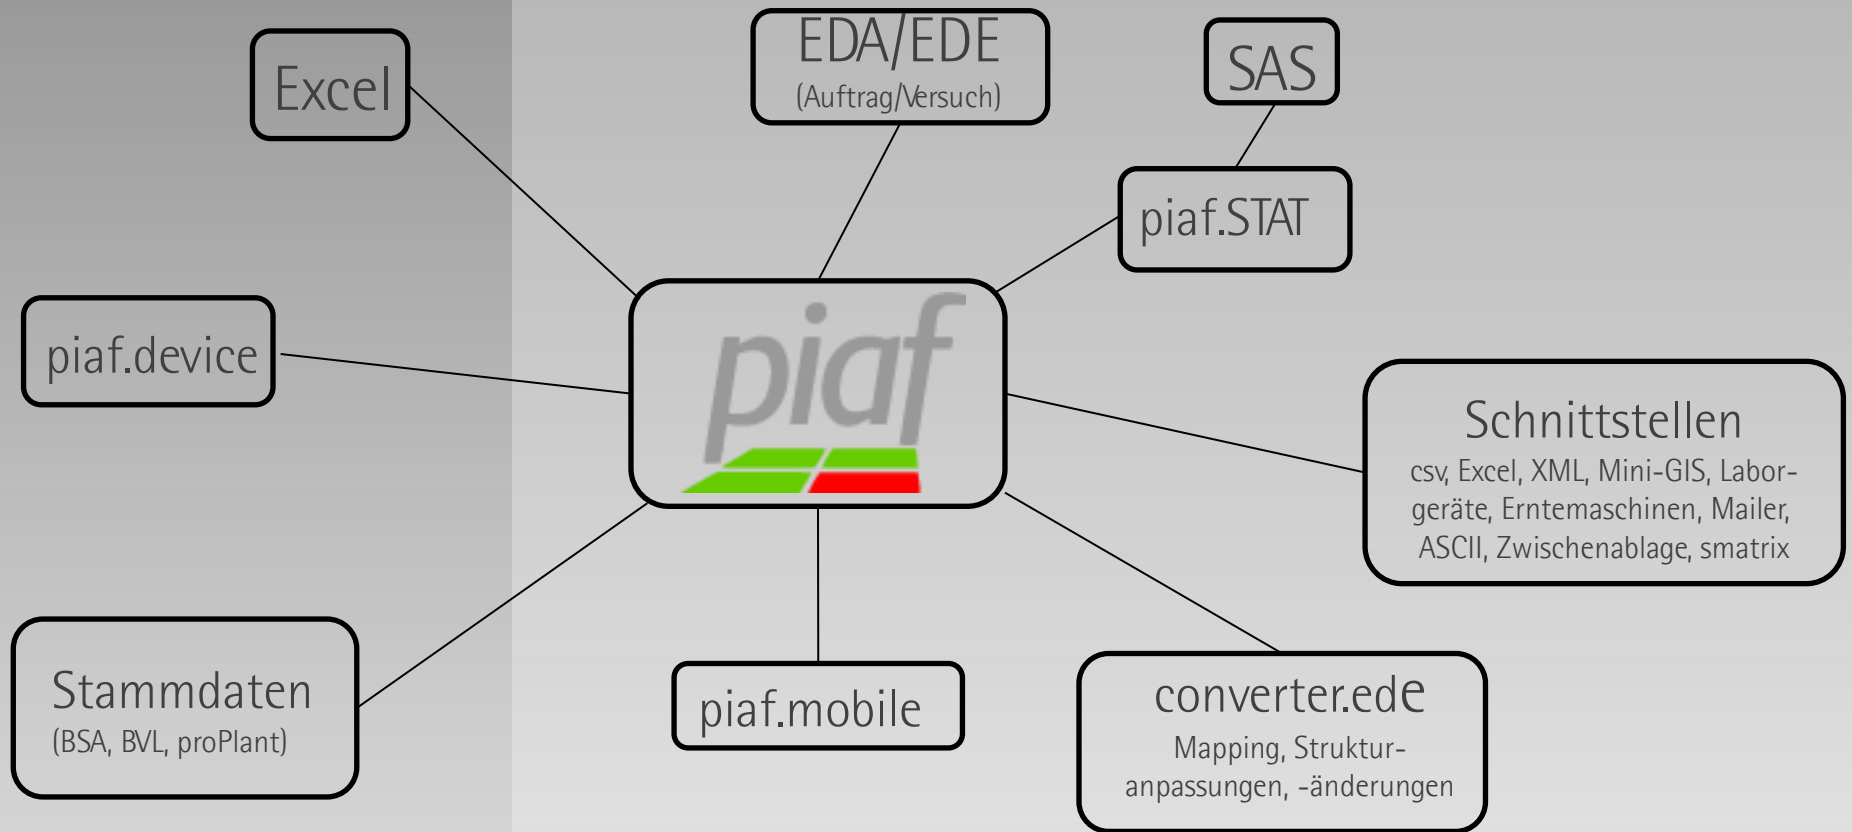 EDA/EDE
(Auftrag/Versuch)
SAS
Excel
piaf.STAT
piaf.device
piaf
Schnittstellen
csv, Excel, XML, Mini-GIS, Labor-
geräte, Erntemaschinen, Mailer,
ASCII, Zwischenablage, smatrix
Stammdaten
(BSA, BVL, proPlant)
piaf.mobile
converter.ede
Mapping, Struktur-
anpassungen, -änderungen